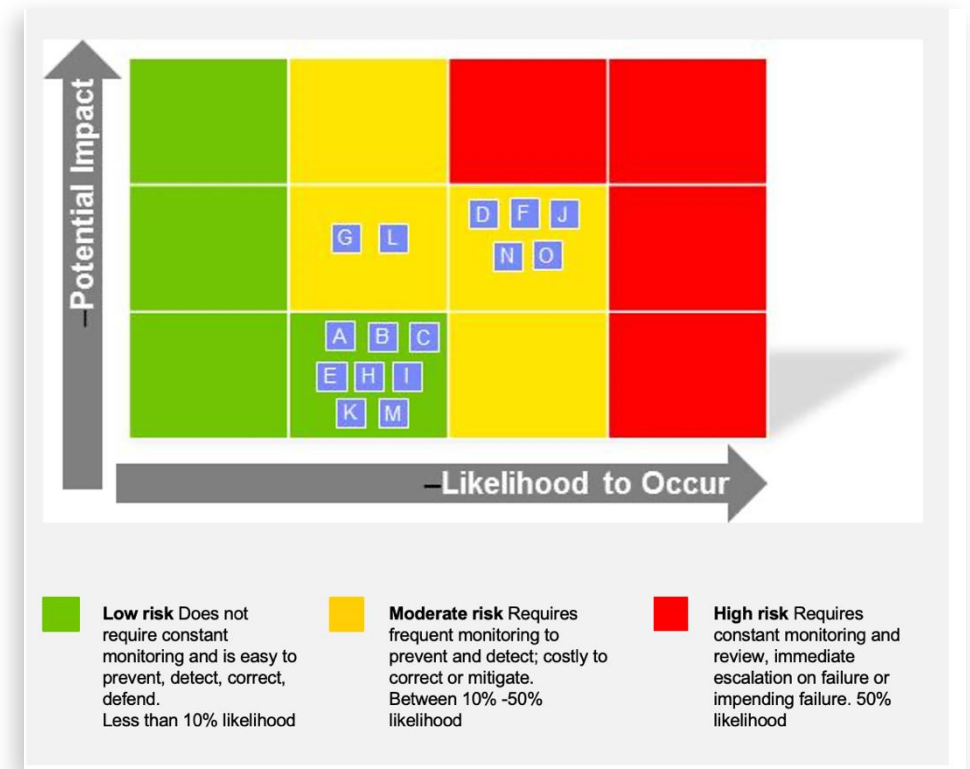 –Potential Impact
D F J
G L
N O
A B C
E H I
K M
–Likelihood to Occur
Low risk Does not
require constant
monitoring and is easy to
prevent, detect, correct,
defend.
Less than 10% likelihood
Moderate risk Requires
frequent monitoring to
prevent and detect; costly to
correct or mitigate.
Between 10% -50%
likelihood
High risk Requires
constant monitoring and
review, immediate
escalation on failure or
impending failure. 50%
likelihood